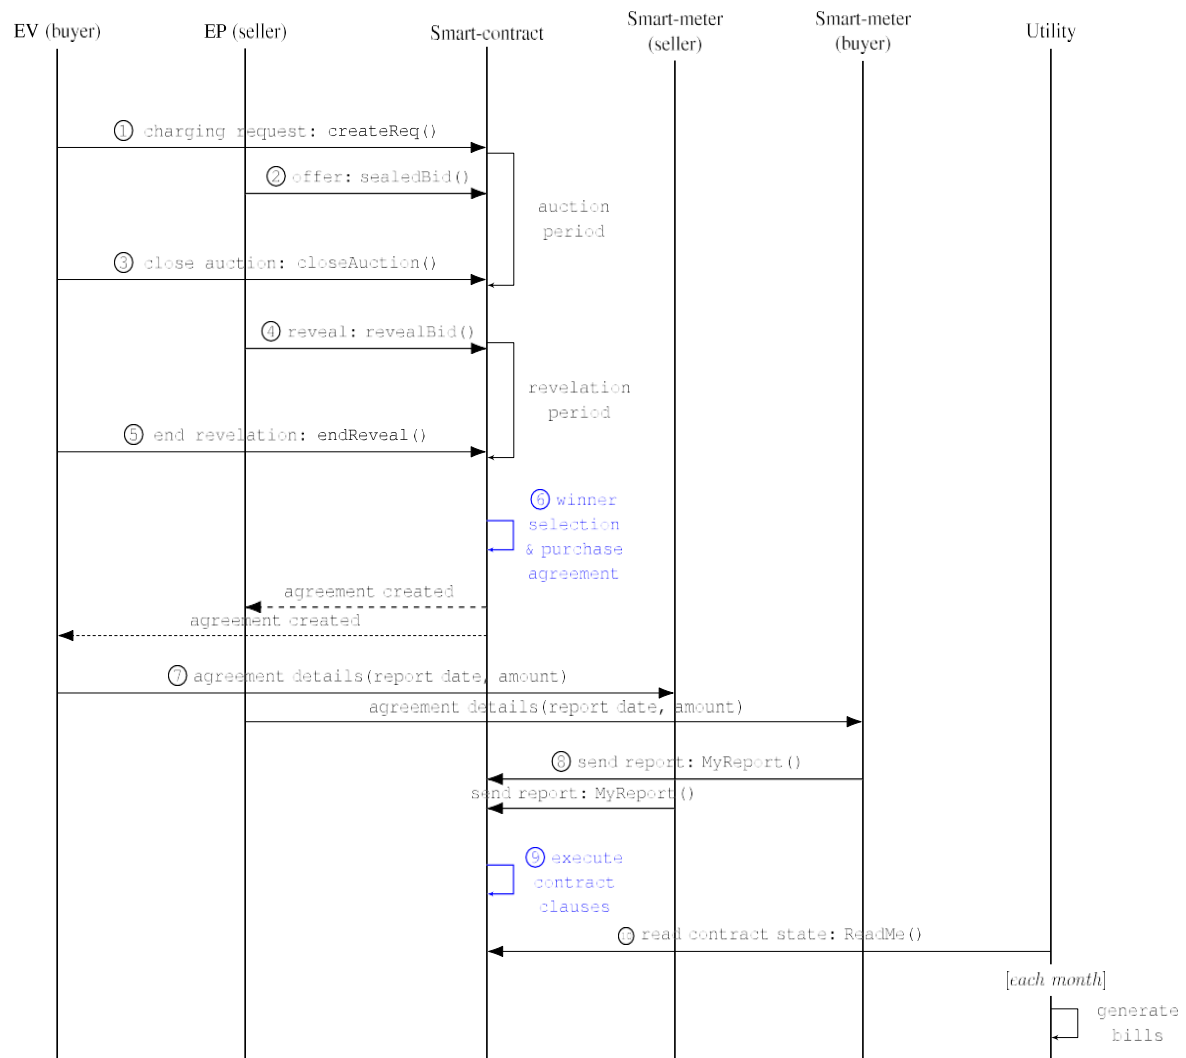 EV (buyer)
EP (seller)
Smart-contract
Smart-meter
(seller)
Smart-meter
(buyer)
Utility
1 charging request: createReq()
2 offer: sealedBid()
auction
period
3 close auction: closeAuction()
4 reveal: revealBid()
revelation
period
5 end revelation: endReveal()
6 winner
selection
& purchase
agreement
agreement created
agreement created
7 agreement details(report date, amount)
agreement details(report date, amount)
8 send report: MyReport()
send report: MyReport()
9 execute
contract
clauses
10 read contract state: ReadMe()
[each month]
generate
bills